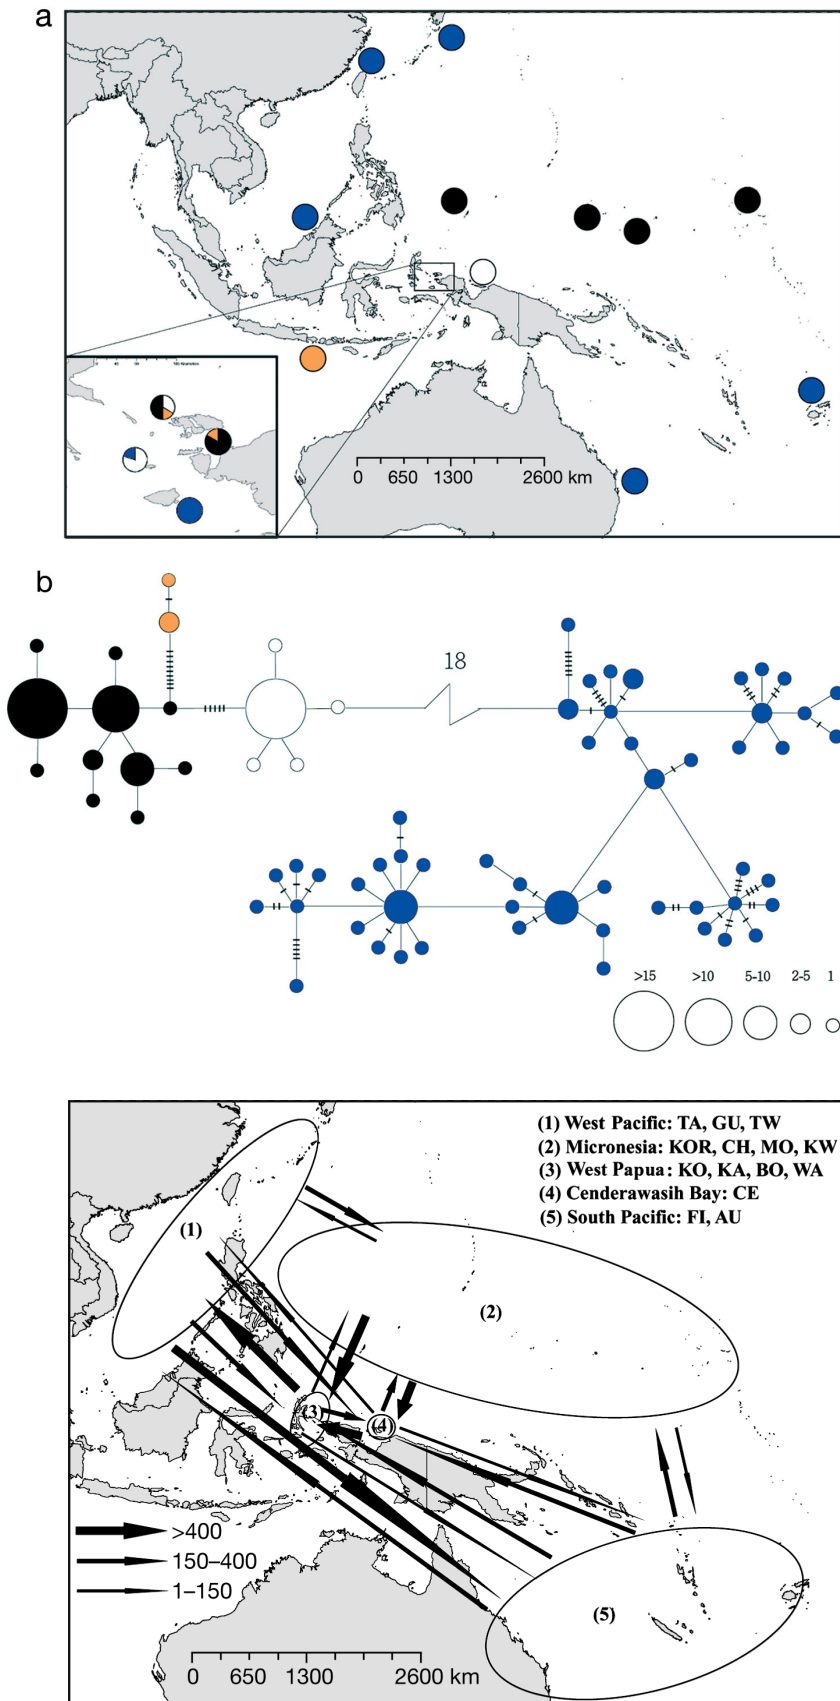 a
0 650 1300 2600 km
b
18
>15 >10 5-10 2-5 1
(1) West Pacific: TA, GU, TW
(2) Micronesia: KOR, CH, MO, KW
(3) West Papua: KO, KA, BO, WA
(4) Cenderawasih Bay: CE
(5) South Pacific: FI, AU
(1)
(2)
(3)
(4)
>400
150–400
1–150
(5)
0 650 1300 2600 km